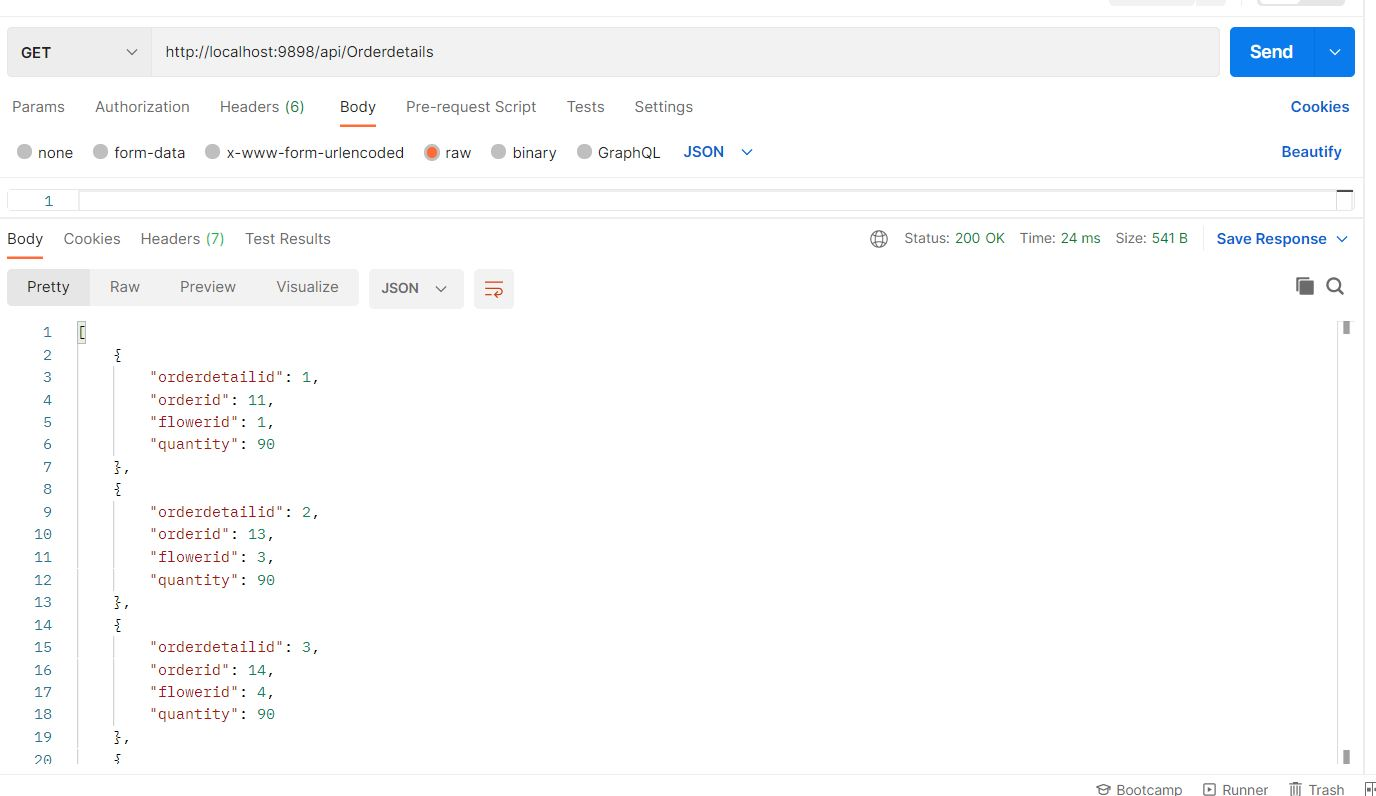 GET http://localhost:9898/api/Orderdetails Send
Params Authorization Headers (6) Body Pre-request Script Tests Settings Cookies
none form-data x-www-form-urlencoded raw binary GraphQL JSON Beautify
1
Body Cookies Headers (7) Test Results Status: 200 OK Time: 24 ms Size: 541 B Save Response
Pretty Raw Preview Visualize JSON
1 [
2 {
3 "orderdetailid": 1,
4 "orderid": 11,
5 "flowerid": 1,
6 "quantity": 90
7 },
8 {
9 "orderdetailid": 2,
10 "orderid": 13,
11 "flowerid": 3,
12 "quantity": 90
13 },
14 {
15 "orderdetailid": 3,
16 "orderid": 14,
17 "flowerid": 4,
18 "quantity": 90
19 },
20 {
Bootcamp Runner Trash